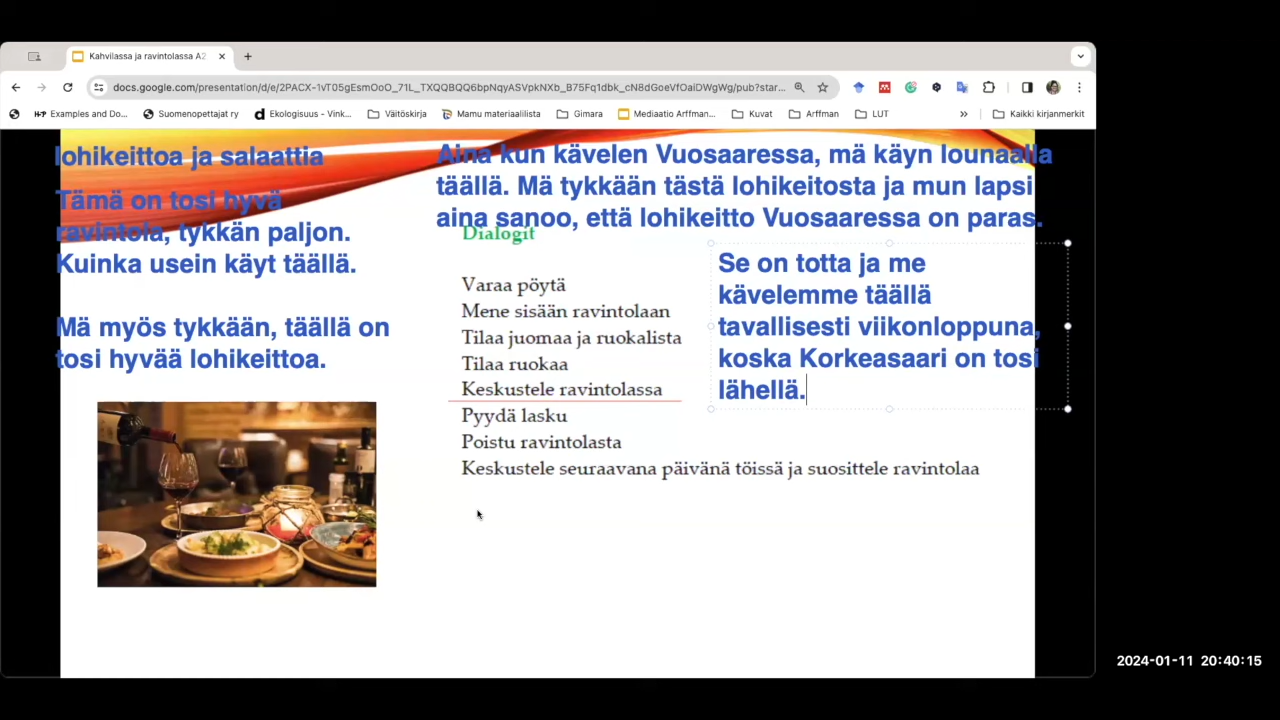 Kahvilassa ja ravintolassa A2
docs.google.com/presentation/d/e/2PACX-1vT05gEsmOoO_71L_TXQQBQQ6bpNqyASVpkNXb_B75Fq1dbk_cN8dGoeVfOaiDWgWg/pub?star...
Examples and Do...
Suomenopettajat ry
Ekologisuus - Vink...
Väitöskirja
Mamu materiaalilista
Gimara
Mediaatio Arffman...
Kuvat
Arffman
LUT
»
Kaikki kirjanmerkit
lohikeittoa ja salaattia
Tämä on tosi hyvä
ravintola, tykkän paljon.
Kuinka usein käyt täällä.
Mä myös tykkään, täällä on
tosi hyvää lohikeittoa.
Aina kun kävelen Vuosaaressa, mä käyn lounaalla
täällä. Mä tykkään tästä lohikeitosta ja mun lapsi
aina sanoo, että lohikeitto Vuosaaressa on paras.
Dialogit
Varaa pöytä
Mene sisään ravintolaan
Tilaa juomaa ja ruokalista
Tilaa ruokaa
Keskustele ravintolassa
Pyydä lasku
Poistu ravintolasta
Keskustele seuraavana päivänä töissä ja suosittele ravintolaa
Se on totta ja me
kävelemme täällä
tavallisesti viikonloppuna,
koska Korkeasaari on tosi
lähellä.
2024-01-11 20:40:15